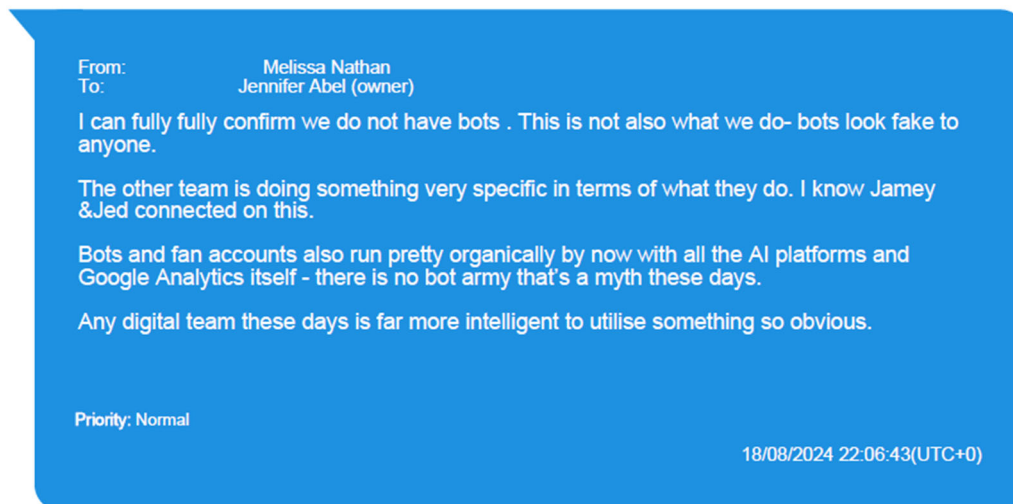 From: Melissa Nathan
To: Jennifer Abel (owner)
I can fully fully confirm we do not have bots . This is not also what we do- bots look fake to
anyone.
The other team is doing something very specific in terms of what they do. I know Jamey
&Jed connected on this.
Bots and fan accounts also run pretty organically by now with all the AI platforms and
Google Analytics itself - there is no bot army that's a myth these days.
Any digital team these days is far more intelligent to utilise something so obvious.
Priority: Normal
18/08/2024 22:06:43(UTC+0)